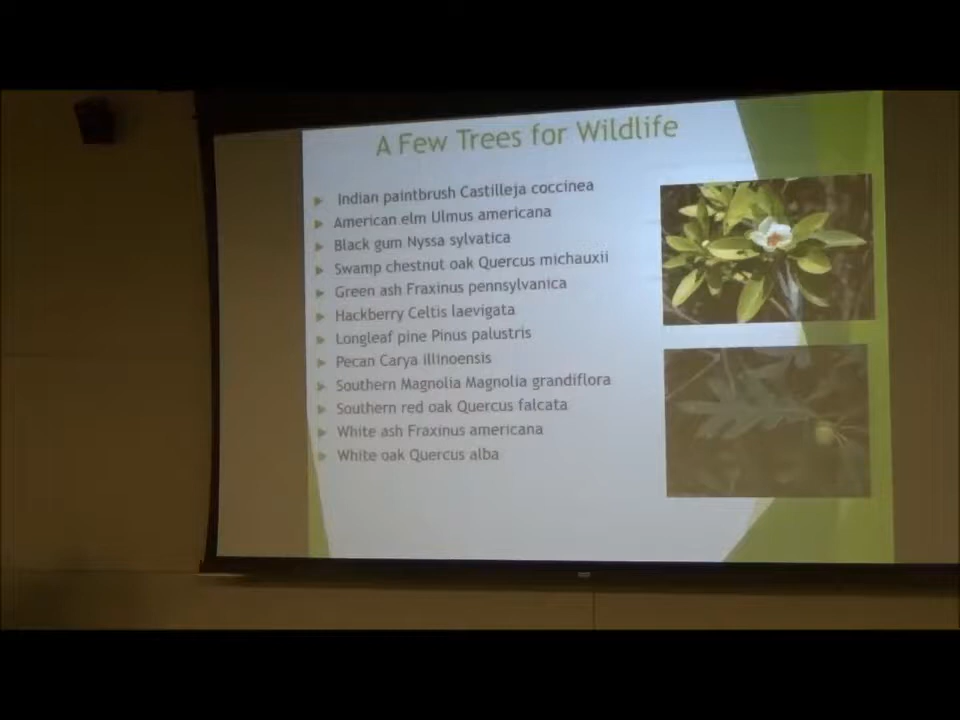 A Few Trees for Wildlife
Indian paintbrush Castilleja coccinea
American elm Ulmus americana
Black gum Nyssa sylvatica
Swamp chestnut oak Quercus michauxii
Green ash Fraxinus pennsylvanica
Hackberry Celtis laevigata
Longleaf pine Pinus palustris
Pecan Carya illinoensis
Southern Magnolia Magnolia grandiflora
Southern red oak Quercus falcata
White ash Fraxinus americana
White oak Quercus alba